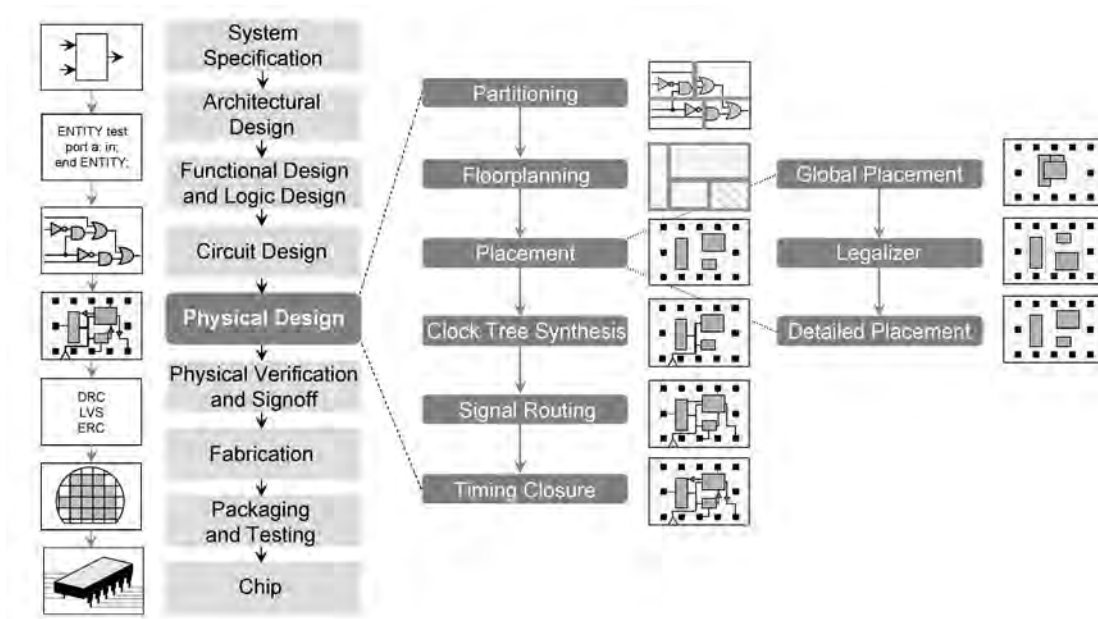 System
Specification
Architectural
Design
Functional Design
and Logic Design
Circuit Design
Physical Design
Physical Verification
and Signoff
Fabrication
Packaging
and Testing
Chip
ENTITY test
port a: in;
end ENTITY;
DRC
LVS
ERC
Partitioning
Floorplanning
Placement
Clock Tree Synthesis
Signal Routing
Timing Closure
Global Placement
Legalizer
Detailed Placement